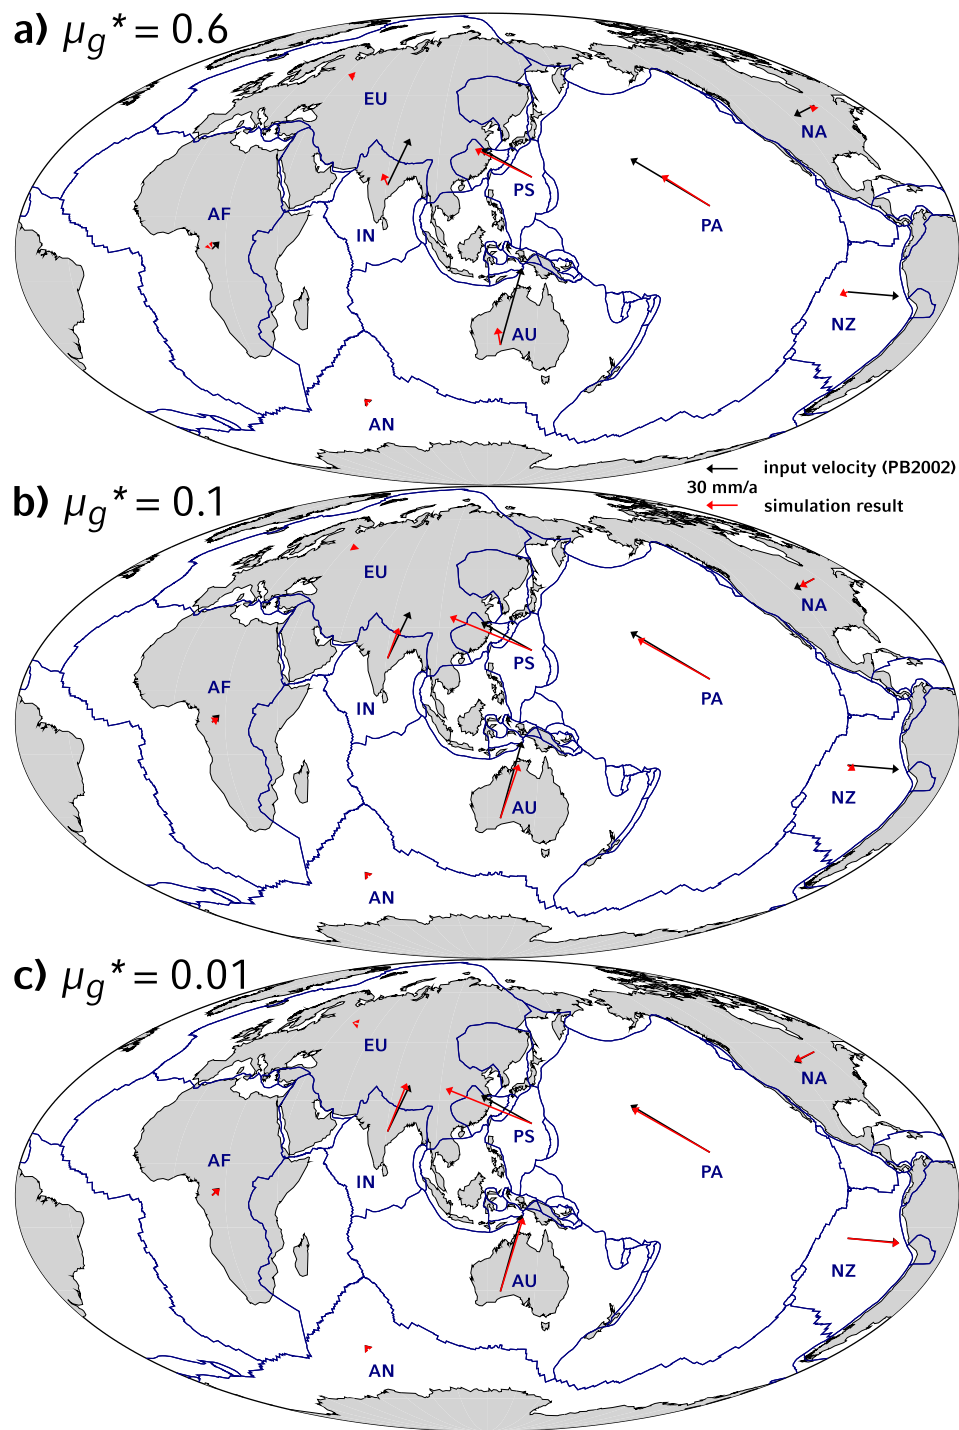 a) μg* = 0.6
EU
NA
PS
AF
PA
IN
NZ
AU
AN
input velocity (PB2002)
30 mm/a
simulation result
b) μg* = 0.1
EU
NA
PS
AF
PA
IN
NZ
AU
AN
c) μg* = 0.01
EU
NA
PS
AF
PA
IN
NZ
AU
AN